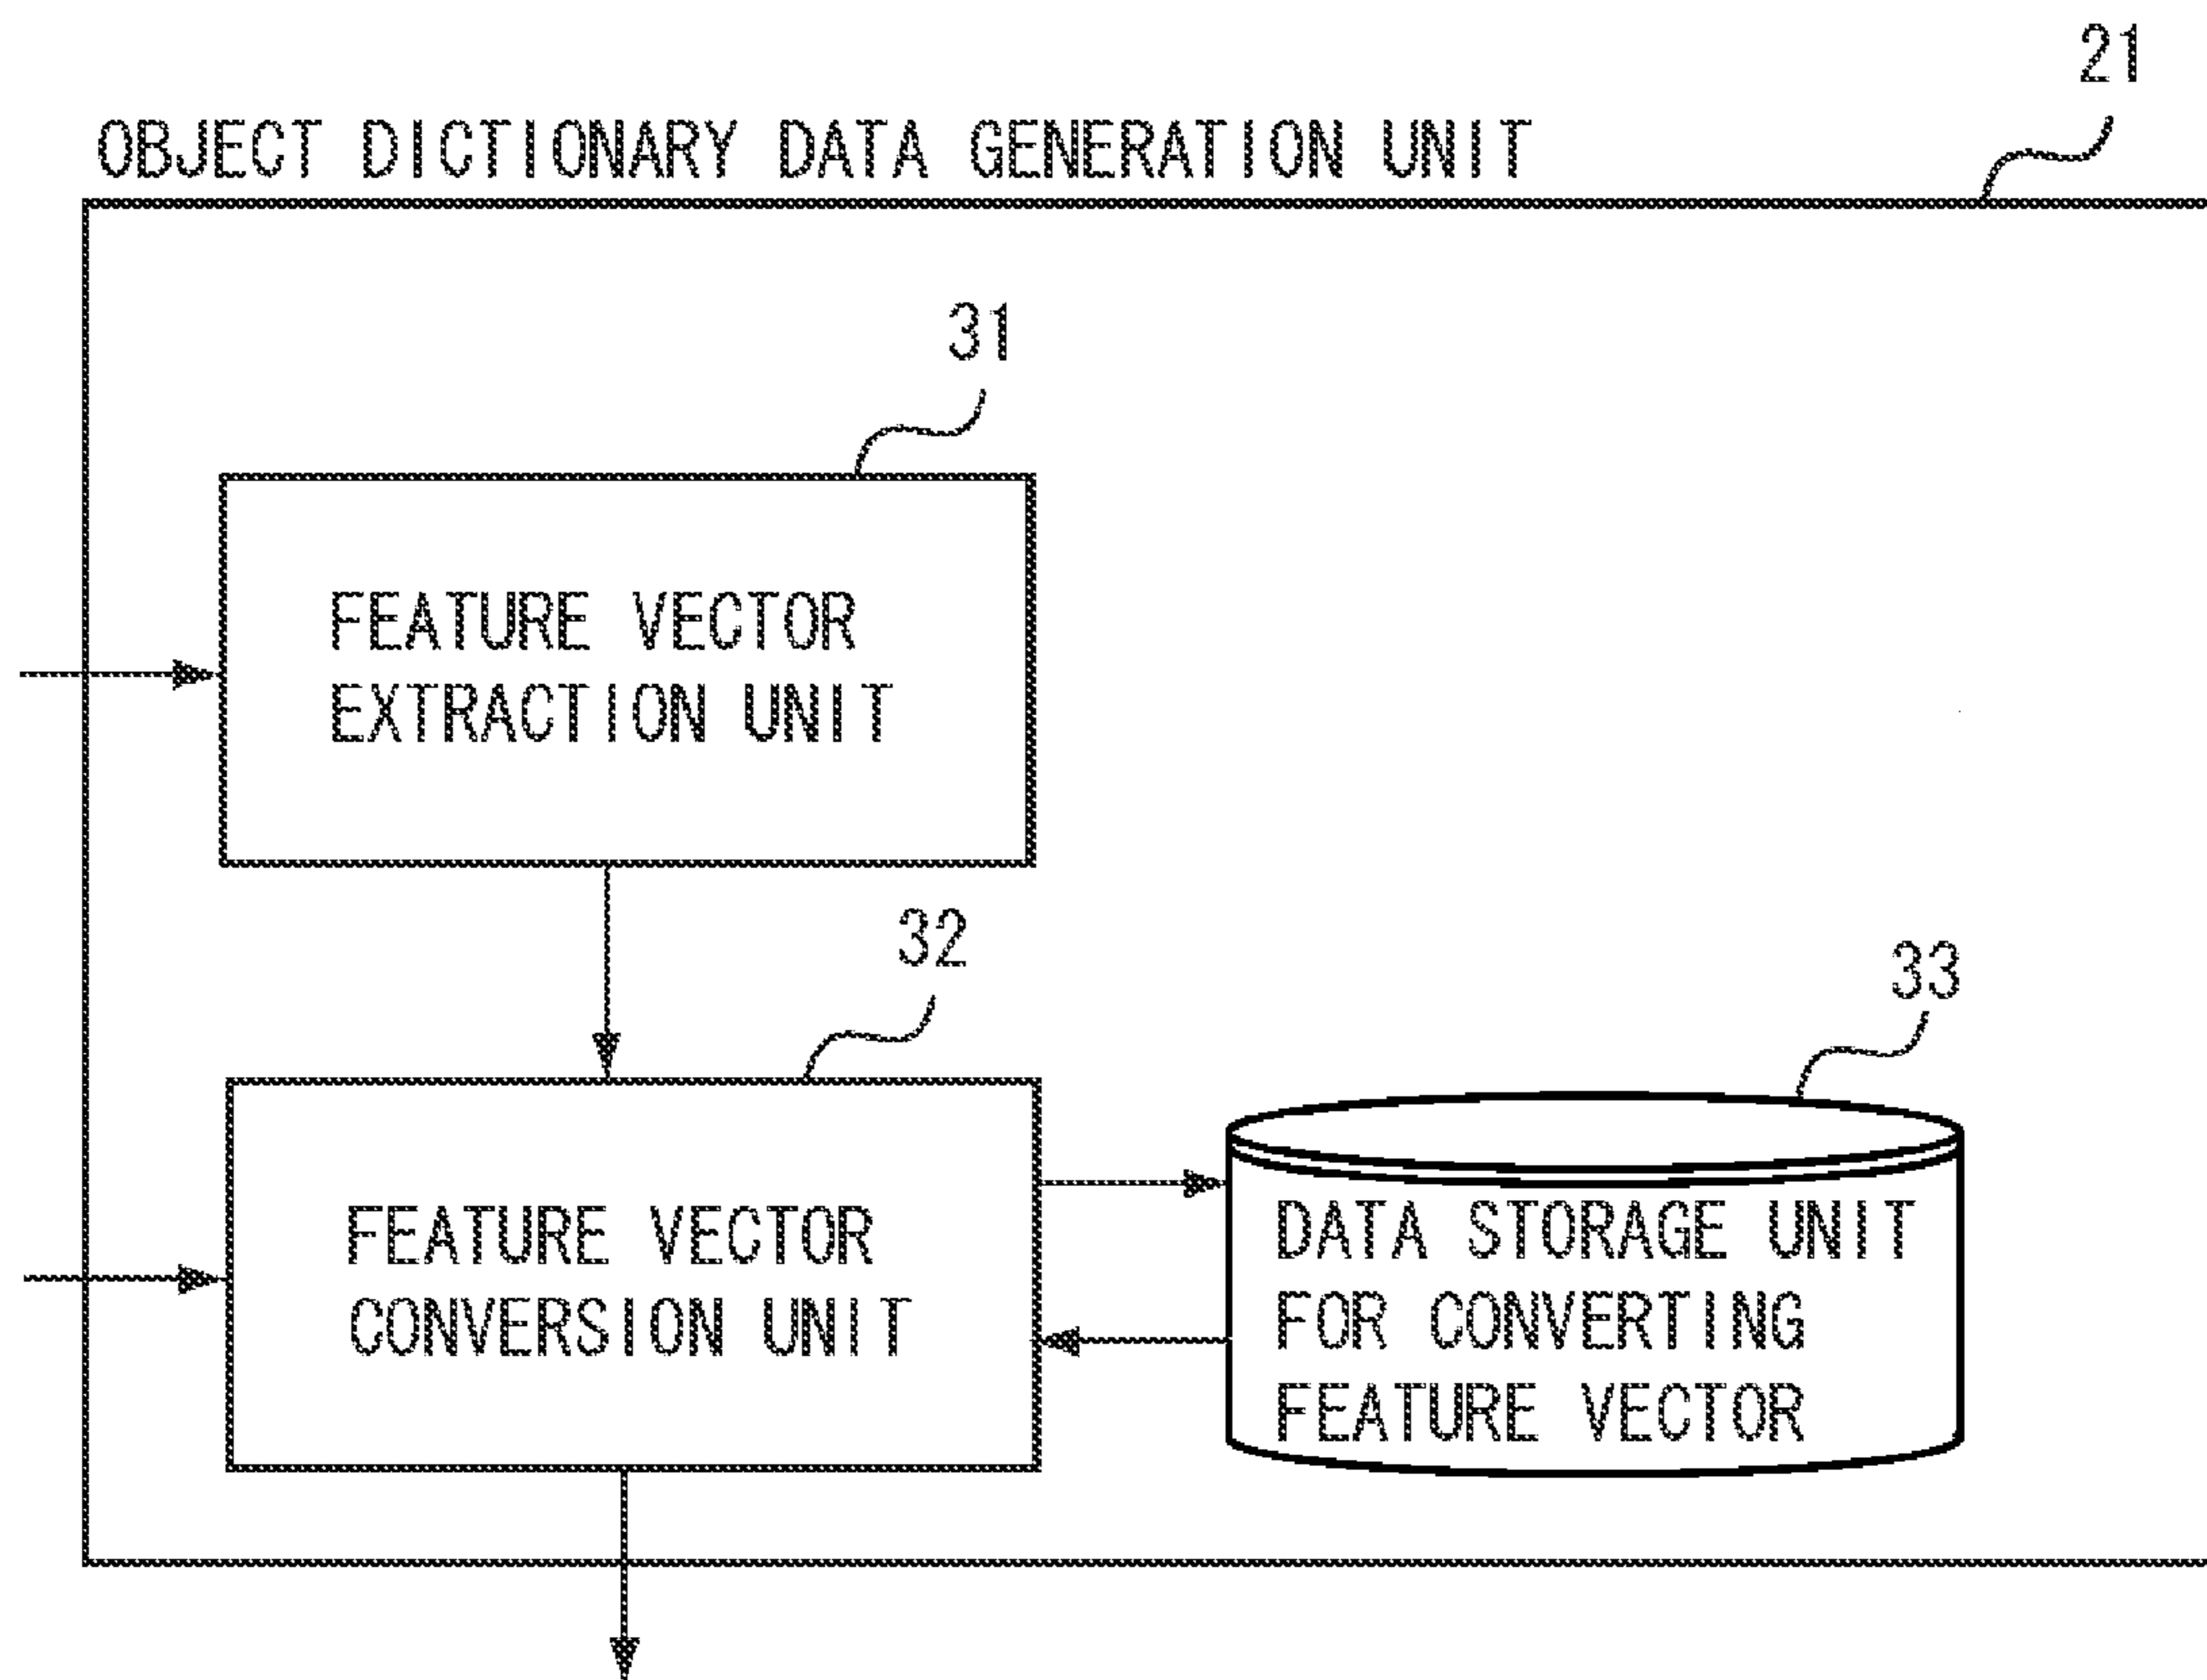 21
OBJECT DICTIONARY DATA GENERATION UNIT
31
FEATURE VECTOR
EXTRACTION UNIT
32
33
FEATURE VECTOR
CONVERSION UNIT
DATA STORAGE UNIT
FOR CONVERTING
FEATURE VECTOR